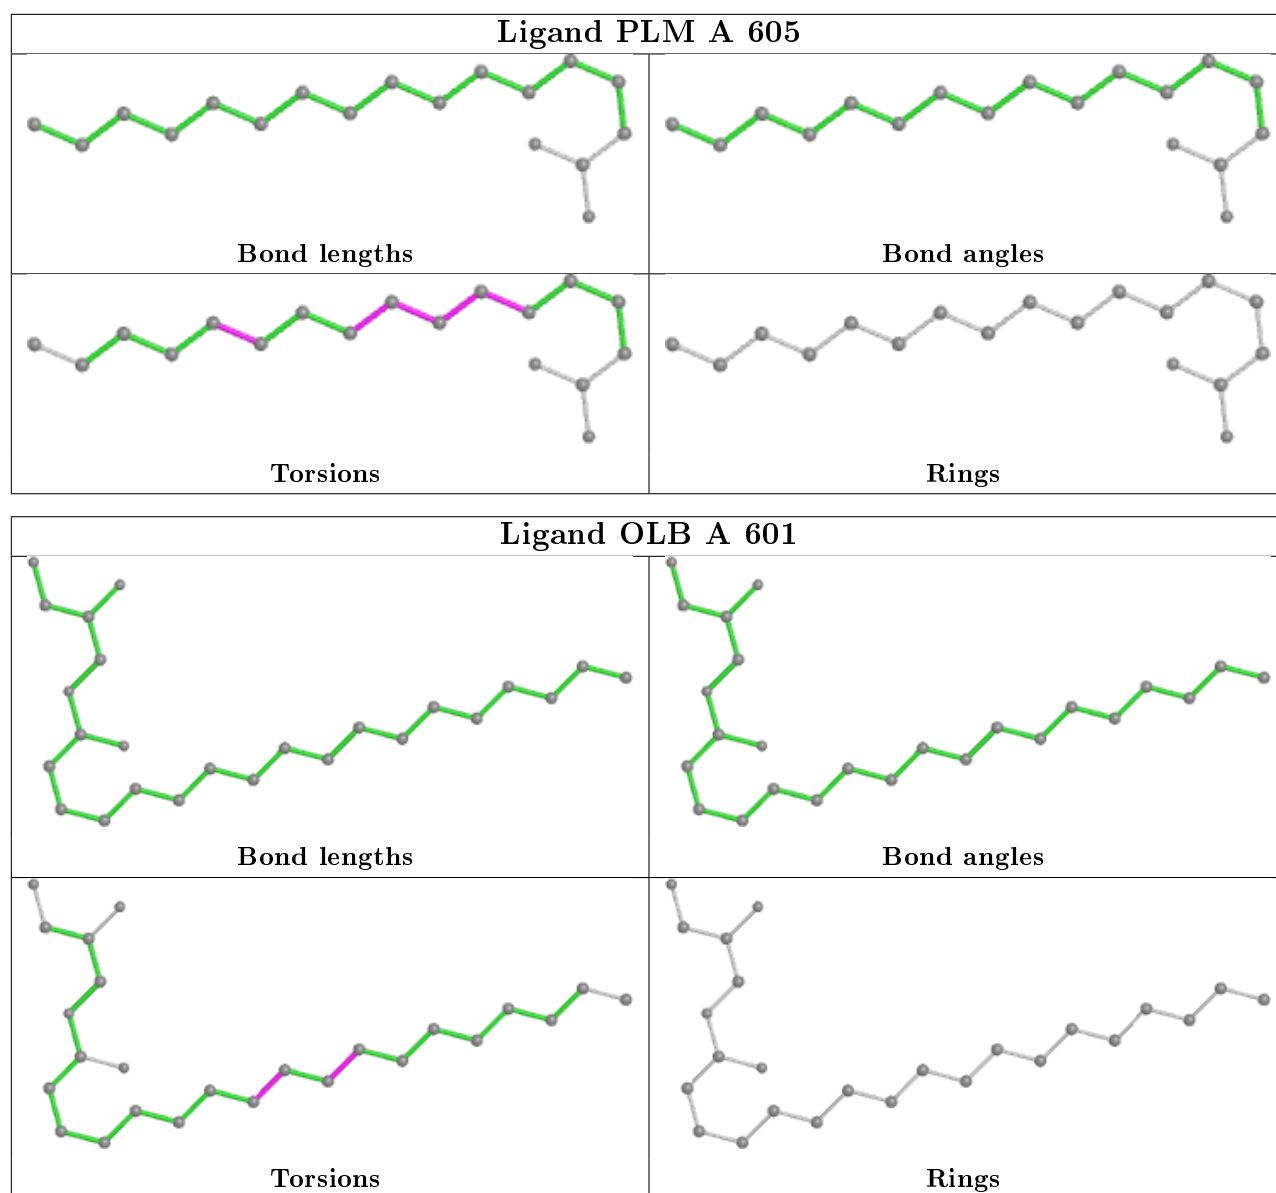 Ligand PLM A 605
Bond lengths
Bond angles
Torsions
Rings
Ligand OLB A 601
Bond lengths
Bond angles
Torsions
Rings